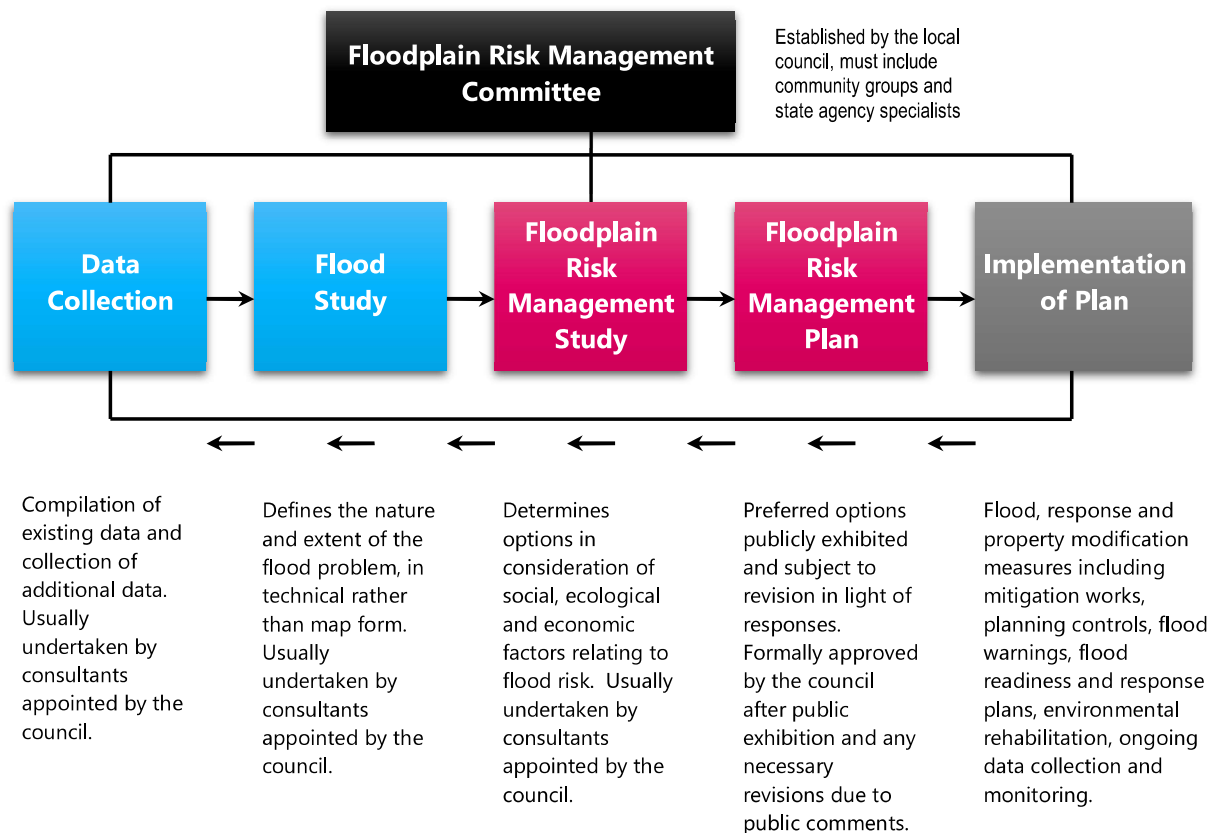 Floodplain Risk Management
Committee
Established by the local
council, must include
community groups and
state agency specialists
Data
Collection
Flood
Study
Floodplain
Risk
Management
Study
Floodplain
Risk
Management
Plan
Implementation
of Plan
Compilation of
existing data and
collection of
additional data.
Usually
undertaken by
consultants
appointed by the
council.
Defines the nature
and extent of the
flood problem, in
technical rather
than map form.
Usually
undertaken by
consultants
appointed by the
council.
Determines
options in
consideration of
social, ecological
and economic
factors relating to
flood risk.  Usually
undertaken by
consultants
appointed by the
council.
Preferred options
publicly exhibited
and subject to
revision in light of
responses.
Formally approved
by the council
after public
exhibition and any
necessary
revisions due to
public comments.
Flood, response and
property modification
measures including
mitigation works,
planning controls, flood
warnings, flood
readiness and response
plans, environmental
rehabilitation, ongoing
data collection and
monitoring.